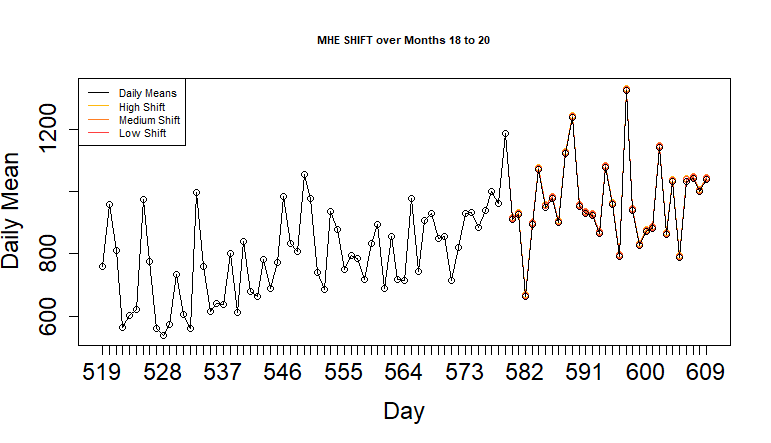 MHE SHIFT over Months 18 to 20
Daily Means
High Shift
Medium Shift
Low Shift
Daily Mean
1200
800
600
519 528 537 546 555 564 573 582 591 600 609
Day